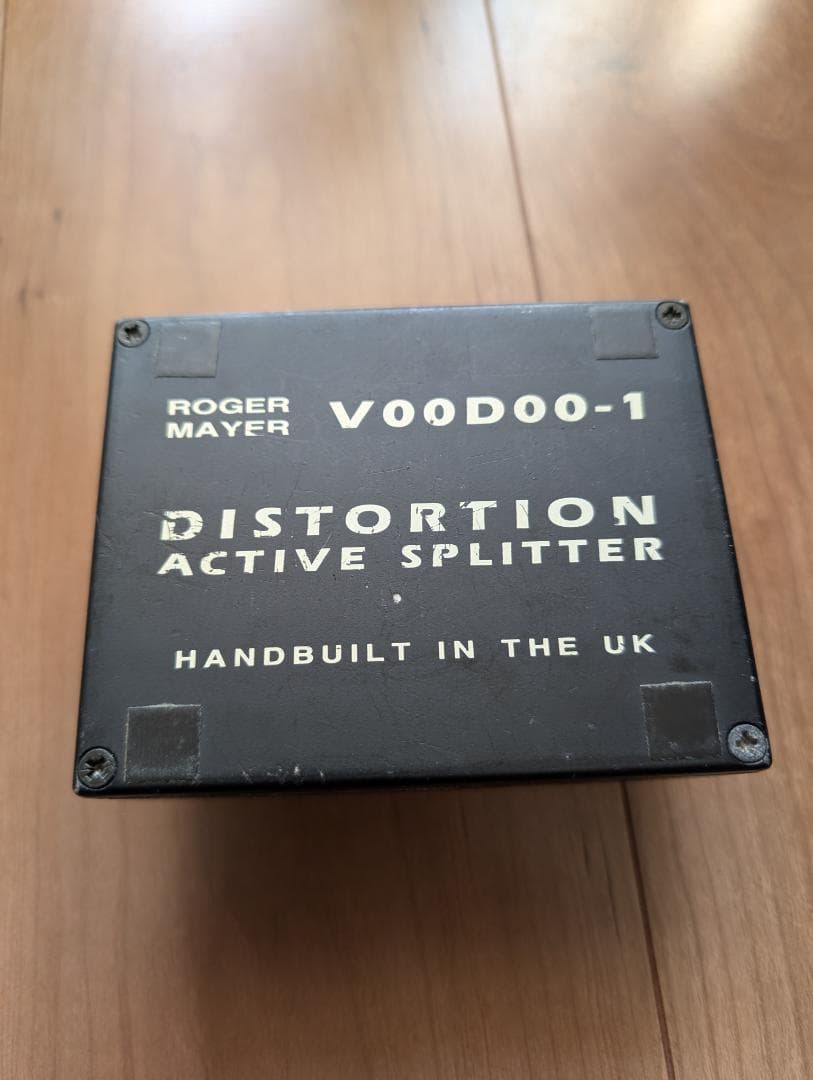 ROGER
MAYER
VOODOO-1
DISTORTION
ACTIVE SPLITTER
HANDBUILT IN THE UK